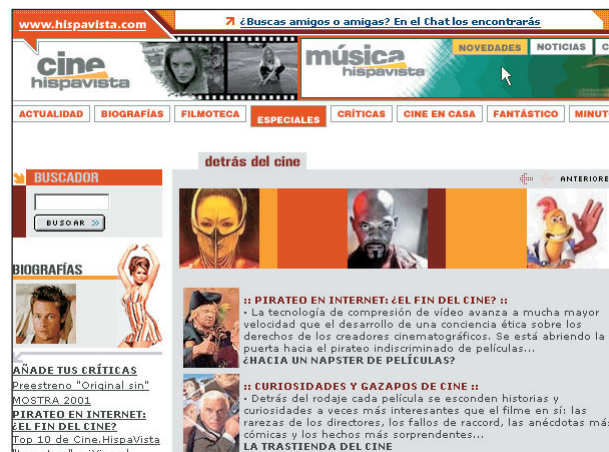 www.hispavista.com
¿Buscas amigos o amigas? En el Chat los encontrarás
cine
hispavista
música
hispavista
NOVEDADES NOTICIAS
ACTUALIDAD BIOGRAFÍAS FILMOTECA ESPECIALES CRÍTICAS CINE EN CASA FANTÁSTICO MINUT
detrás del cine
ANTERIORE
BUSCADOR
BUSCAR
BIOGRAFÍAS
AÑADE TUS CRÍTICAS
Preestreno "Original sin"
MOSTRA 2001
PIRATEO EN INTERNET:
¿EL FIN DEL CINE?
Top 10 de Cine.HispaVista
:: PIRATEO EN INTERNET: ¿EL FIN DEL CINE? ::
· La tecnología de compresión de vídeo avanza a mucha mayor
velocidad que el desarrollo de una conciencia ética sobre los
derechos de los creadores cinematográficos. Se está abriendo la
puerta hacia el pirateo indiscriminado de películas...
¿HACIA UN NAPSTER DE PELÍCULAS?
:: CURIOSIDADES Y GAZAPOS DE CINE ::
· Detrás del rodaje cada película se esconden historias y
curiosidades a veces más interesantes que el filme en sí: las
rarezas de los directores, los fallos de raccord, las anécdotas más
cómicas y los hechos más sorprendentes...
LA TRASTIENDA DEL CINE